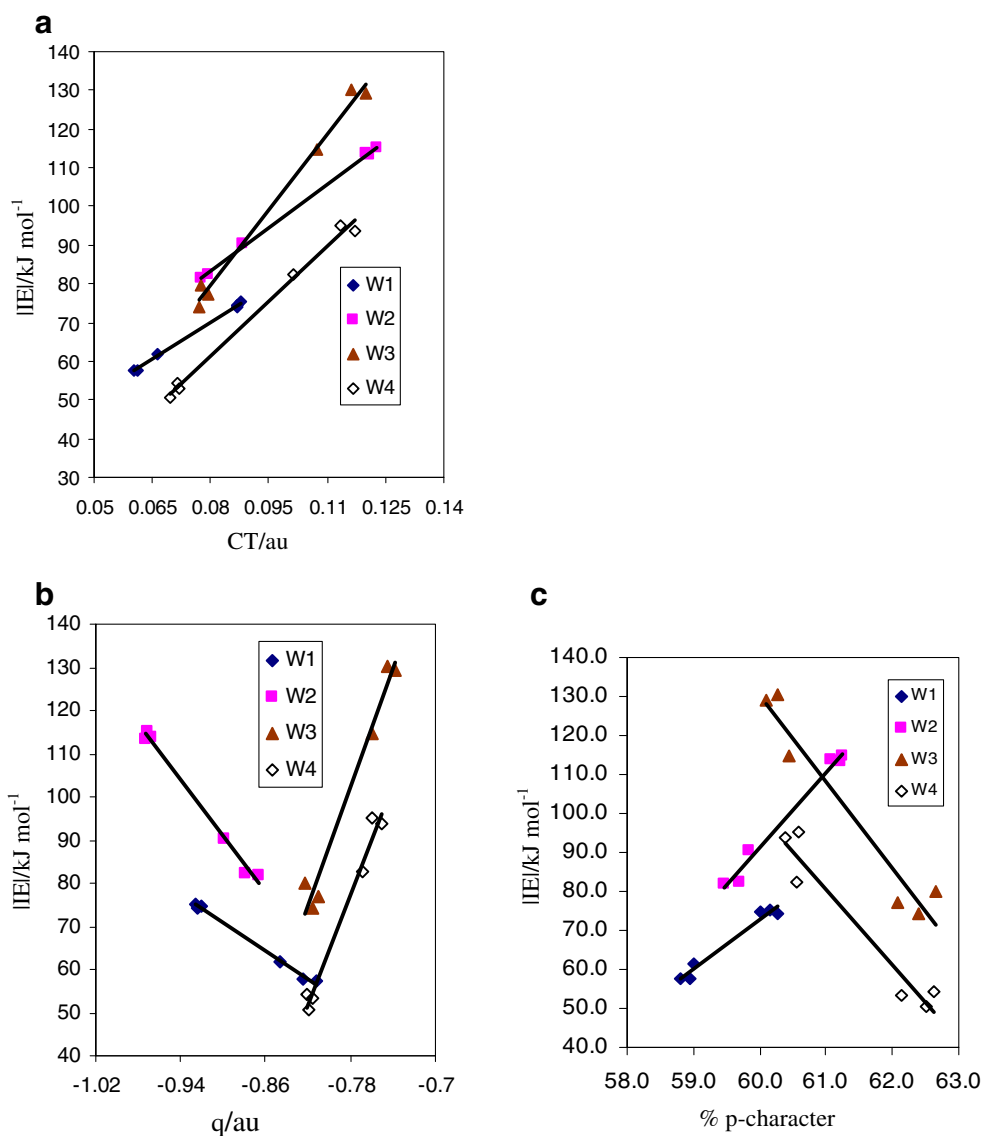 a
140
130
120
110
100
90
80
70
60
50
40
30
|IE|/kJ mol⁻¹
W1
W2
W3
W4
0.05 0.065 0.08 0.095 0.11 0.125 0.14
CT/au
b
140
130
120
110
100
90
80
70
60
50
40
|IE|/kJ mol⁻¹
W1
W2
W3
W4
-1.02 -0.94 -0.86 -0.78 -0.7
q/au
c
140.0
130.0
120.0
110.0
100.0
90.0
80.0
70.0
60.0
50.0
40.0
|IE|/kJ mol⁻¹
W1
W2
W3
W4
58.0 59.0 60.0 61.0 62.0 63.0
% p-character